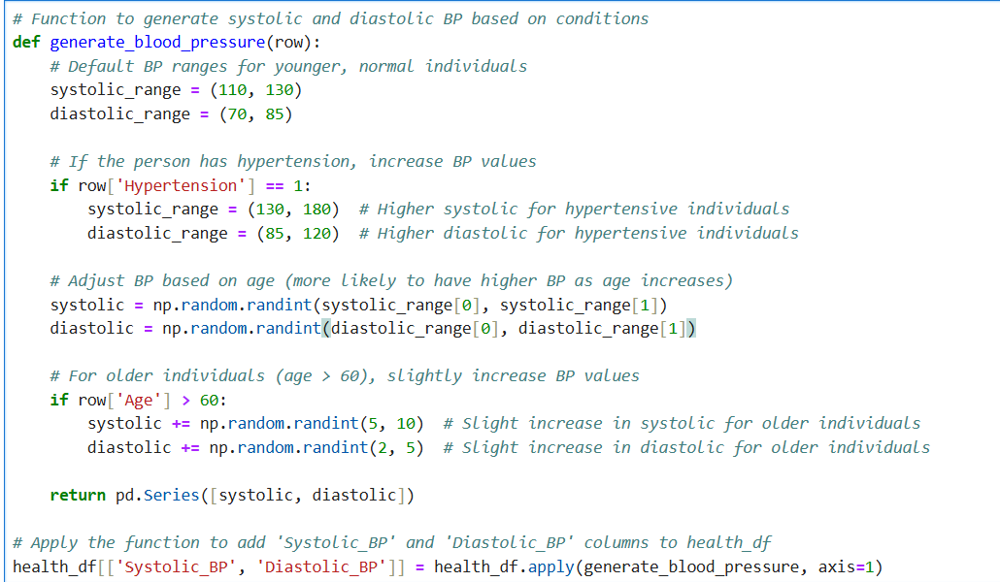 # Function to generate systolic and diastolic BP based on conditions
def generate_blood_pressure(row):
    # Default BP ranges for younger, normal individuals
    systolic_range = (110, 130)
    diastolic_range = (70, 85)

    # If the person has hypertension, increase BP values
    if row['Hypertension'] == 1:
        systolic_range = (130, 180)  # Higher systolic for hypertensive individuals
        diastolic_range = (85, 120)  # Higher diastolic for hypertensive individuals

    # Adjust BP based on age (more likely to have higher BP as age increases)
    systolic = np.random.randint(systolic_range[0], systolic_range[1])
    diastolic = np.random.randint(diastolic_range[0], diastolic_range[1])

    # For older individuals (age > 60), slightly increase BP values
    if row['Age'] > 60:
        systolic += np.random.randint(5, 10)  # Slight increase in systolic for older individuals
        diastolic += np.random.randint(2, 5)  # Slight increase in diastolic for older individuals

    return pd.Series([systolic, diastolic])

# Apply the function to add 'Systolic_BP' and 'Diastolic_BP' columns to health_df
health_df[['Systolic_BP', 'Diastolic_BP']] = health_df.apply(generate_blood_pressure, axis=1)